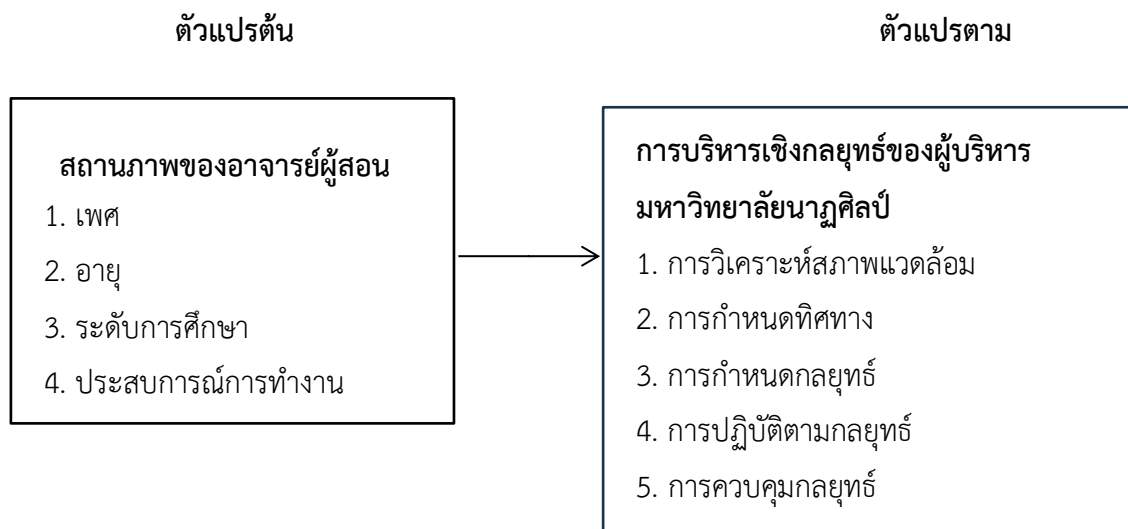 ตัวแปรต้น
ตัวแปรตาม
สถานภาพของอาจารย์ผู้สอน
1. เพศ
2. อายุ
3. ระดับการศึกษา
4. ประสบการณ์การทำงาน
การบริหารเชิงกลยุทธ์ของผู้บริหาร
มหาวิทยาลัยนาฏศิลป์
1. การวิเคราะห์สภาพแวดล้อม
2. การกำหนดทิศทาง
3. การกำหนดกลยุทธ์
4. การปฏิบัติตามกลยุทธ์
5. การควบคุมกลยุทธ์